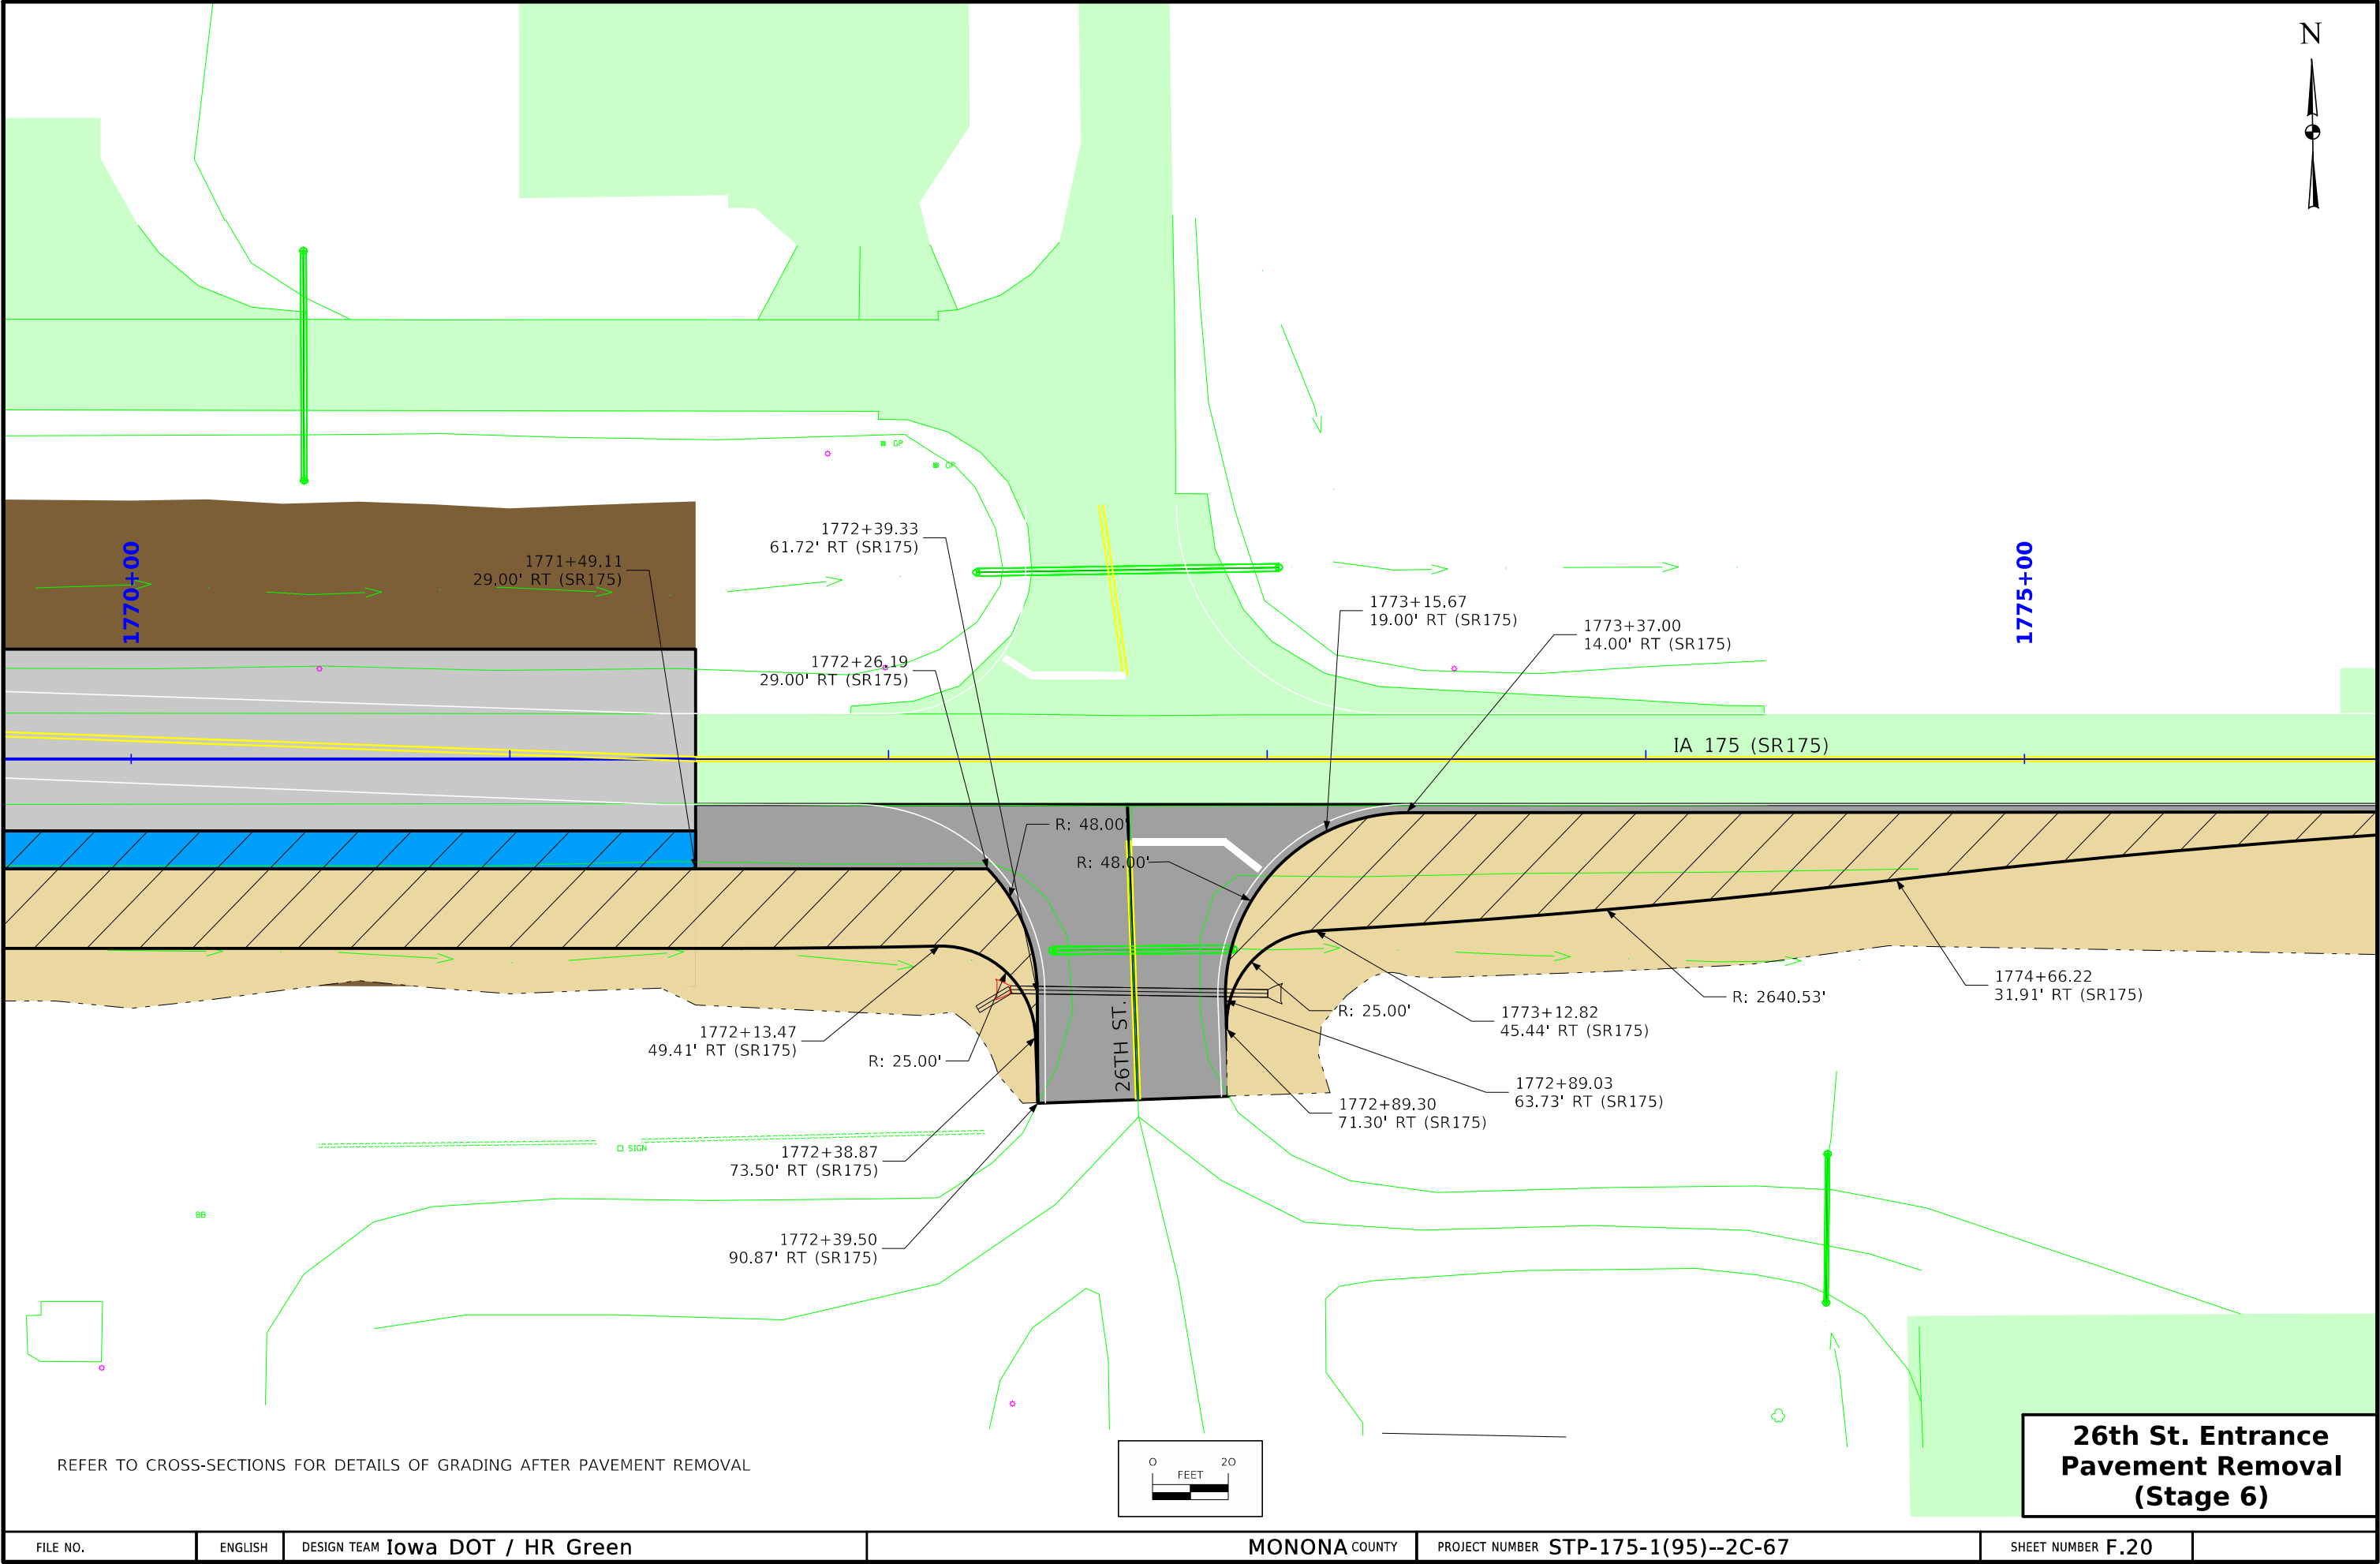 N
GP
GP
1772+39.33
61.72' RT (SR175)
1771+49.11
29.00' RT (SR175)
1770+00
1775+00
1773+15.67
19.00' RT (SR175)
1773+37.00
14.00' RT (SR175)
1772+26.19
29.00' RT (SR175)
IA 175 (SR175)
R: 48.00'
R: 48.00'
1774+66.22
31.91' RT (SR175)
R: 2640.53'
R: 25.00'
1773+12.82
45.44' RT (SR175)
1772+13.47
49.41' RT (SR175)
R: 25.00'
26TH ST.
1772+89.03
63.73' RT (SR175)
1772+89.30
71.30' RT (SR175)
SIGN
1772+38.87
73.50' RT (SR175)
BB
1772+39.50
90.87' RT (SR175)
REFER TO CROSS-SECTIONS FOR DETAILS OF GRADING AFTER PAVEMENT REMOVAL
0 20
FEET
26th St. Entrance
Pavement Removal
(Stage 6)
FILE NO. ENGLISH DESIGN TEAM Iowa DOT / HR Green MONONA COUNTY PROJECT NUMBER STP-175-1(95)--2C-67 SHEET NUMBER F.20